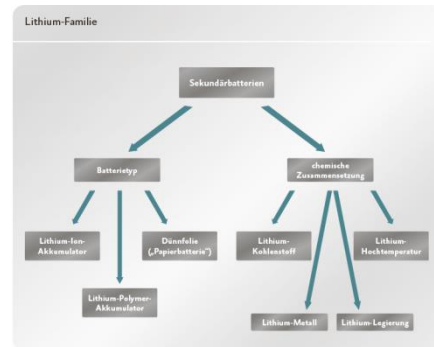 Lithium-Familie
Sekundärbatterien
Batterietyp
chemische
Zusammensetzung
Lithium-Ion-
Akkumulator
Dünnfolie
(„Papierbatterie“)
Lithium-
Kohlenstoff
Lithium-
Hochtemperatur
Lithium-Polymer-
Akkumulator
Lithium-Metall
Lithium-Legierung